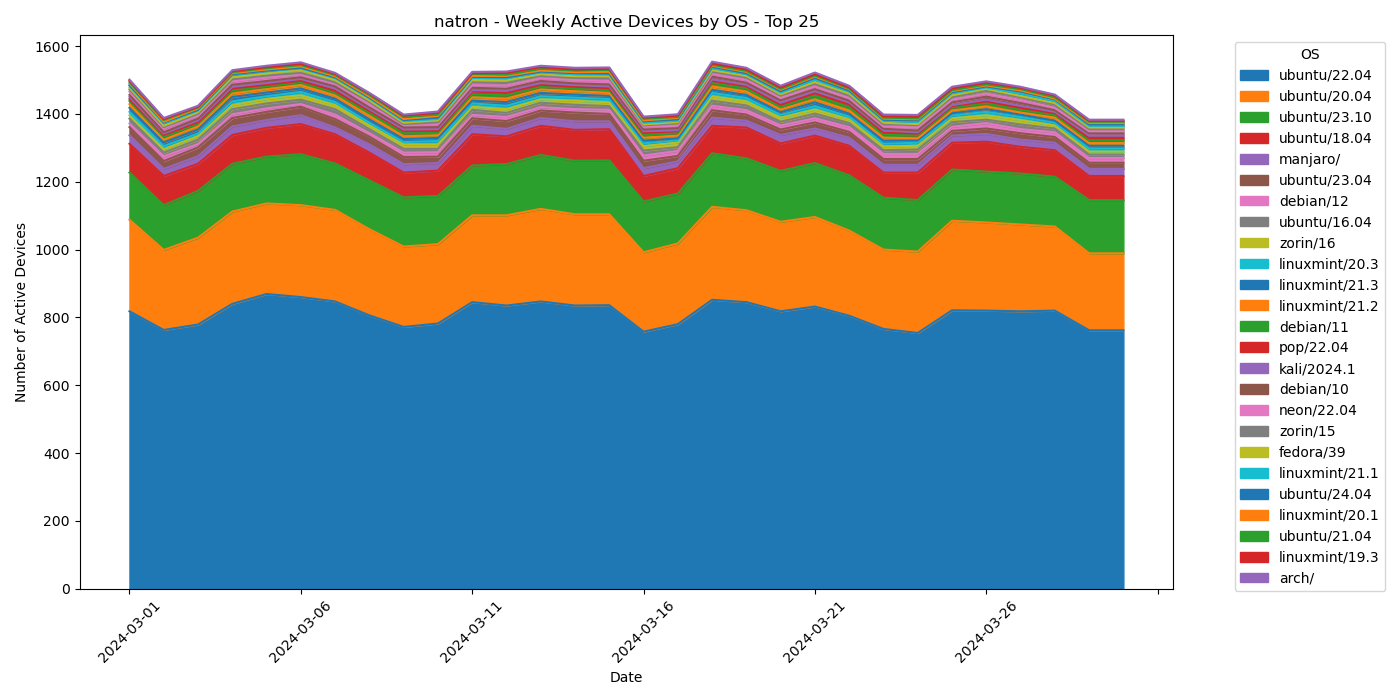 natron - Weekly Active Devices by OS - Top 25
Number of Active Devices
1600
1400
1200
1000
800
600
400
200
0
2024-03-01
2024-03-06
2024-03-11
2024-03-16
2024-03-21
2024-03-26
Date
OS
ubuntu/22.04
ubuntu/20.04
ubuntu/23.10
ubuntu/18.04
manjaro/
ubuntu/23.04
debian/12
ubuntu/16.04
zorin/16
linuxmint/20.3
linuxmint/21.3
linuxmint/21.2
debian/11
pop/22.04
kali/2024.1
debian/10
neon/22.04
zorin/15
fedora/39
linuxmint/21.1
ubuntu/24.04
linuxmint/20.1
ubuntu/21.04
linuxmint/19.3
arch/